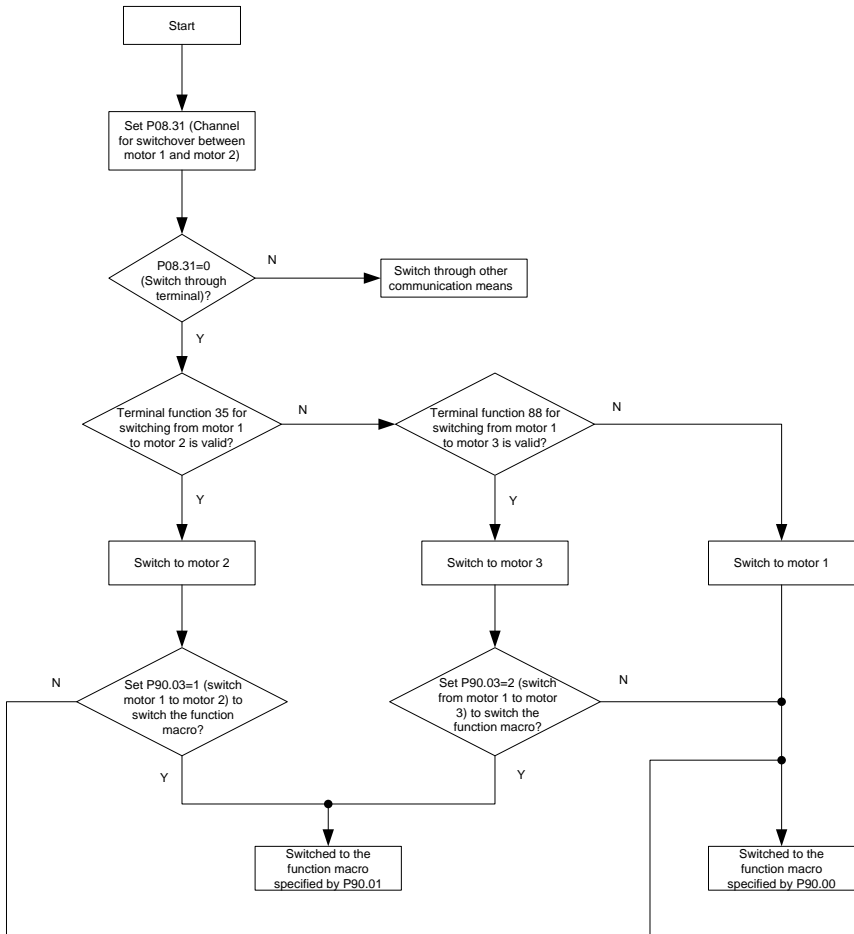 Start
Set P08.31 (Channel
for switchover between
motor 1 and motor 2)
P08.31=0
(Switch through
terminal)?
N
Switch through other
communication means
Y
Terminal function 35 for
switching from motor 1
to motor 2 is valid?
N
Terminal function 88 for
switching from motor 1
to motor 3 is valid?
N
Y
Y
Switch to motor 2
Switch to motor 3
Switch to motor 1
N
Set P90.03=1 (switch
motor 1 to motor 2) to
switch the function
macro?
Set P90.03=2 (switch
from motor 1 to motor
3) to switch the
function macro?
N
Y
Y
Switched to the
function macro
specified by P90.01
Switched to the
function macro
specified by P90.00